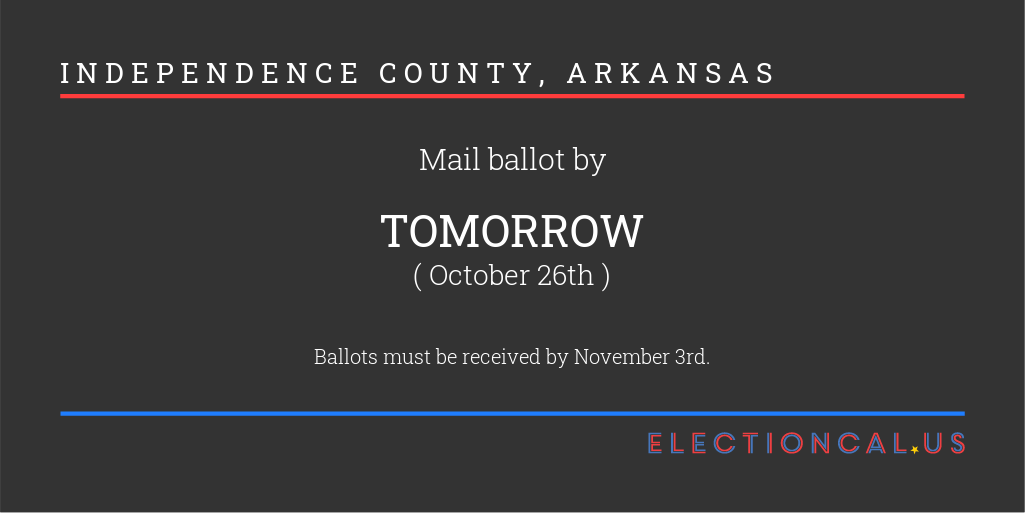 INDEPENDENCE COUNTY, ARKANSAS
Mail ballot by
TOMORROW
( October 26th )
Ballots must be received by November 3rd.
ELECTIONCAL.US